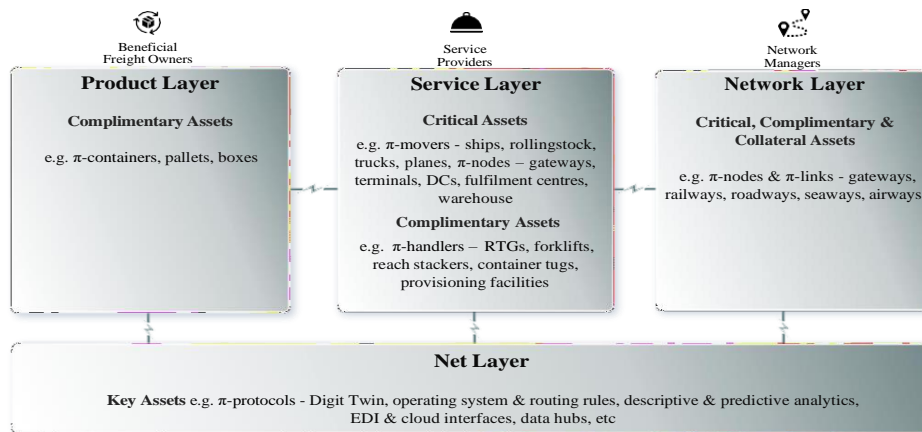 Beneficial
Freight Owners
Product Layer
Complimentary Assets
e.g. π-containers, pallets, boxes
Service
Providers
Service Layer
Critical Assets
e.g. π-movers - ships, rollingstock,
trucks, planes, π-nodes – gateways,
terminals, DCs, fulfilment centres,
warehouse
Complimentary Assets
e.g. π-handlers – RTGs, forklifts,
reach stackers, container tugs,
provisioning facilities
Network
Managers
Network Layer
Critical, Complimentary &
Collateral Assets
e.g. π-nodes & π-links - gateways,
railways, roadways, seaways, airways
Net Layer
Key Assets e.g. π-protocols - Digit Twin, operating system & routing rules, descriptive & predictive analytics,
EDI & cloud interfaces, data hubs, etc